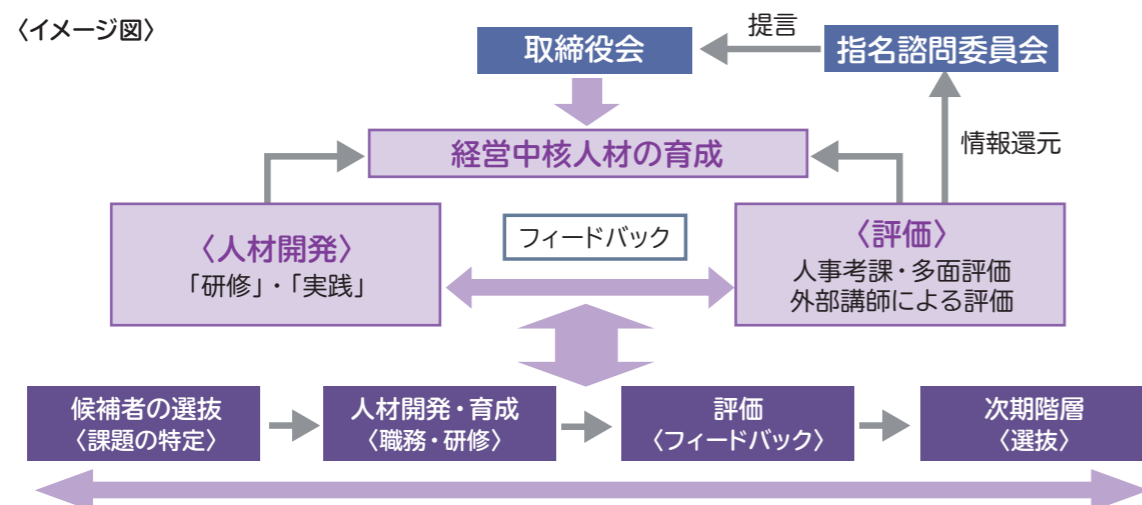 〈イメージ図〉
取締役会
提言
指名諮問委員会
経営中核人材の育成
情報還元
〈人材開発〉
「研修」・「実践」
フィードバック
〈評価〉
人事考課・多面評価
外部講師による評価
候補者の選抜
〈課題の特定〉
人材開発・育成
〈職務・研修〉
評価
〈フィードバック〉
次期階層
〈選抜〉